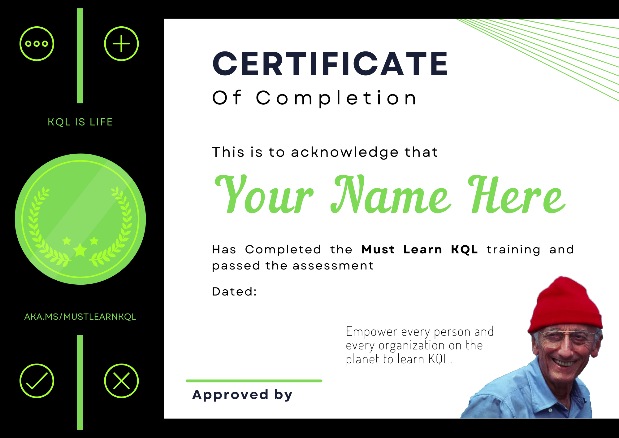 KQL IS LIFE
AKA.MS/MUSTLEARNKQL
CERTIFICATE
Of Completion
This is to acknowledge that
Your Name Here
Has Completed the Must Learn KQL training and
passed the assessment
Dated:
Empower every person and
every organization on the
planet to learn KQL.
Approved by